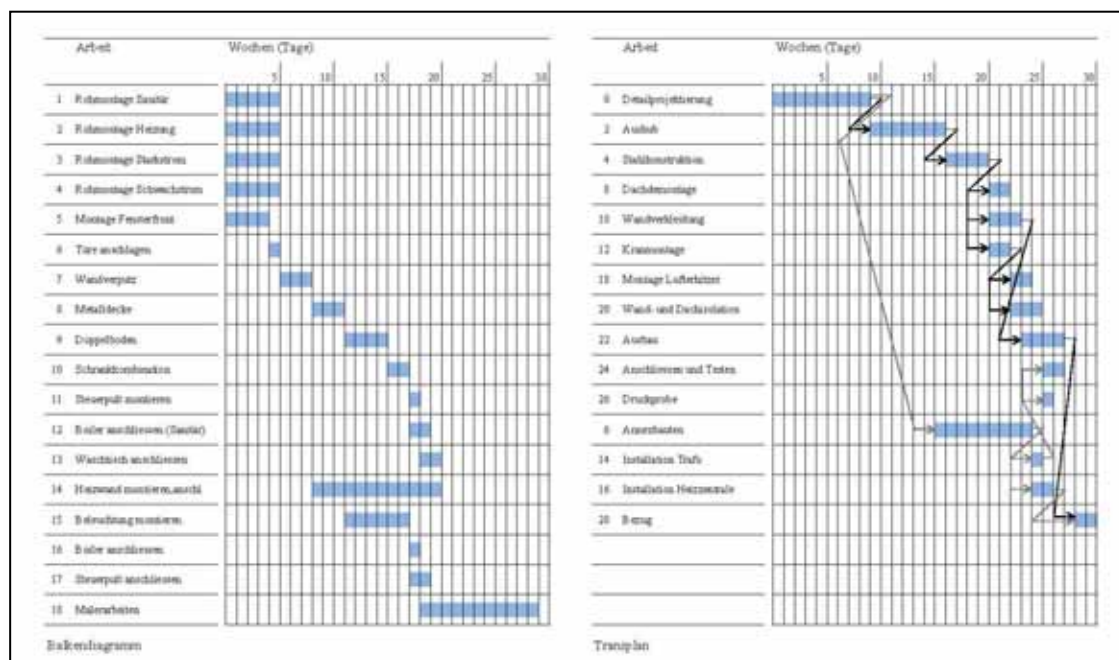 Arbeit Wochen (Tage)
5 10 15 20 25 30
1 Rohmontage Sanitär
2 Rohmontage Heizung
3 Rohmontage Starkstrom
4 Rohmontage Schwachstrom
5 Montage Fensterfront
6 Türe anschlagen
7 Wandverputz
8 Metalldecke
9 Doppelboden
10 Schrankkombination
11 Steuerpult montieren
12 Boiler anschliessen (Sanitär)
13 Waschtisch anschliessen
14 Heizwand montieren, anschl.
15 Beleuchtung montieren
16 Boiler anschliessen
17 Steuerpult anschliessen
18 Malerarbeiten
Balkendiagramm
Arbeit Wochen (Tage)
5 10 15 20 25 30
0 Detailprojektierung
2 Aushub
4 Stahlkonstruktion
8 Dachdemontage
10 Wandverkleidung
12 Kranmontage
18 Montage Lufterhitzer
20 Wand- und Dachisolation
22 Ausbau
24 Anschliessen und Testen
26 Druckprobe
6
14 Installation Trafo
16 Installation Heizzentrale
28 Bezug